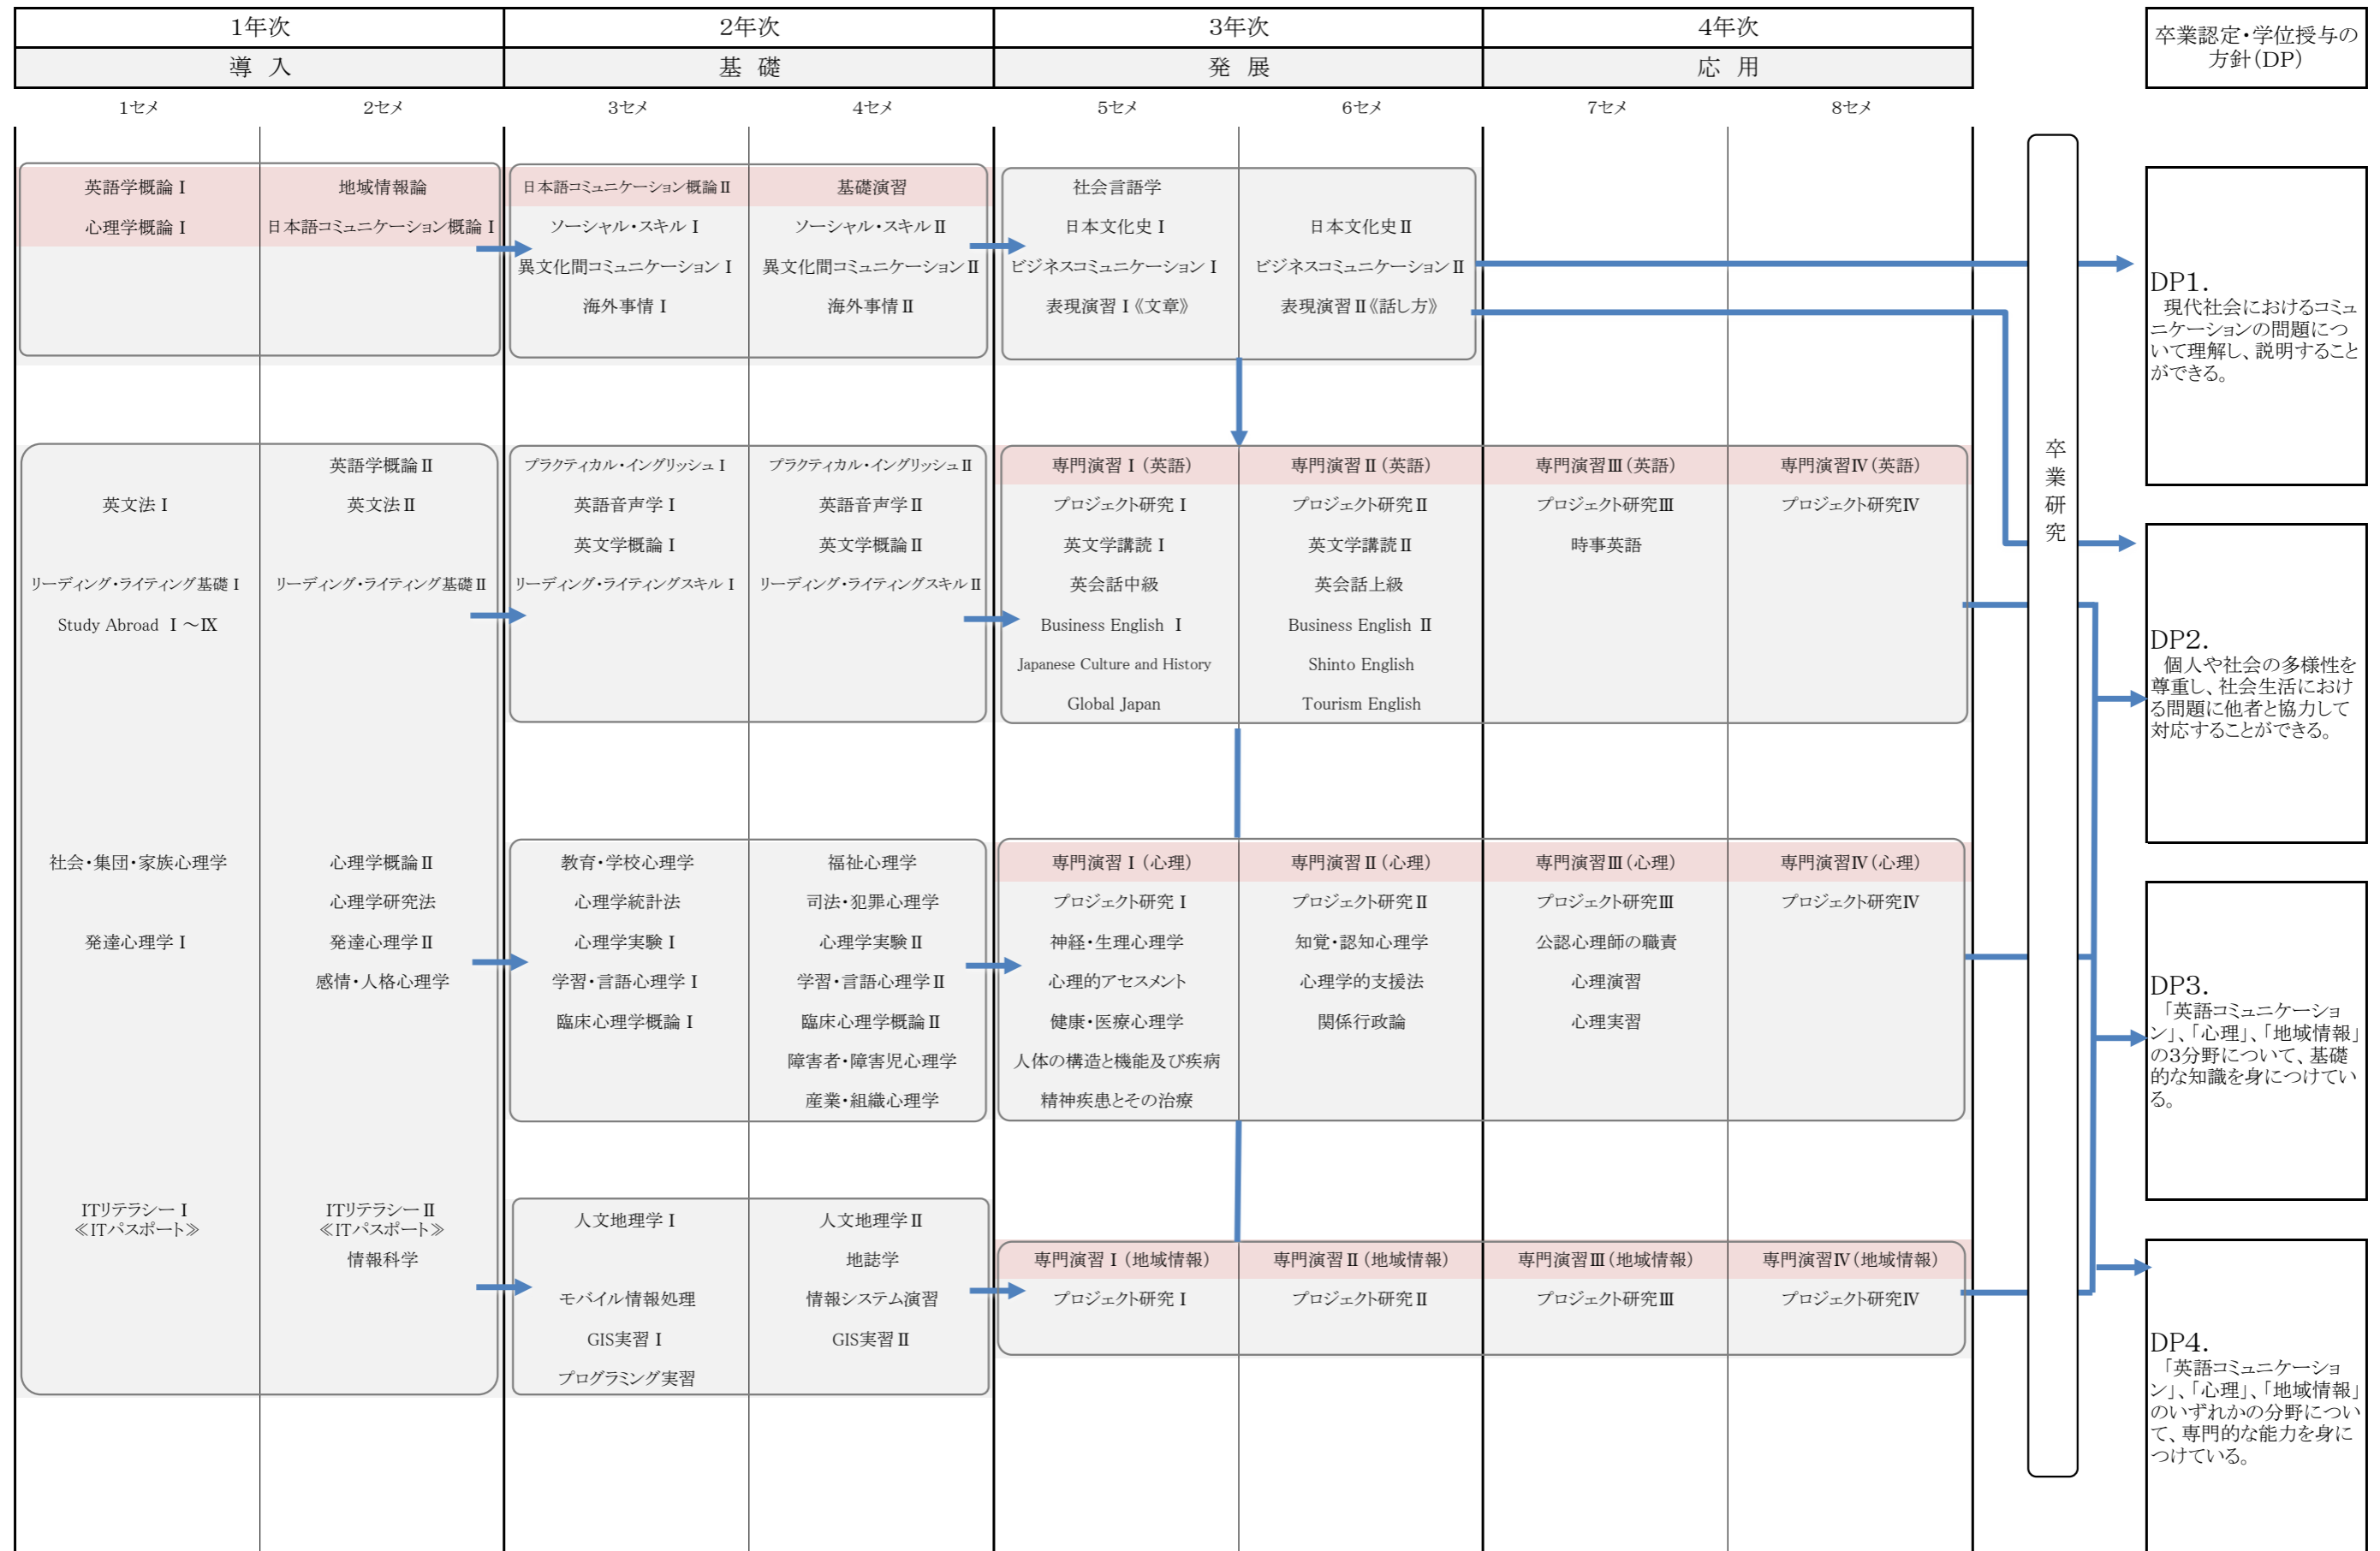 1年次 2年次 3年次 4年次 卒業認定・学位授与の
方針(DP)
導 入 基 礎 発 展 応 用
1セメ 2セメ 3セメ 4セメ 5セメ 6セメ 7セメ 8セメ
英語学概論Ⅰ 地域情報論 日本語コミュニケーション概論Ⅱ 基礎演習 社会言語学
心理学概論Ⅰ 日本語コミュニケーション概論Ⅰ ソーシャル・スキルⅠ ソーシャル・スキルⅡ 日本文化史Ⅰ 日本文化史Ⅱ
異文化間コミュニケーションⅠ 異文化間コミュニケーションⅡ ビジネスコミュニケーションⅠ ビジネスコミュニケーションⅡ
海外事情Ⅰ 海外事情Ⅱ 表現演習Ⅰ《文章》 表現演習Ⅱ《話し方》
英語学概論Ⅱ プラクティカル・イングリッシュⅠ プラクティカル・イングリッシュⅡ 専門演習Ⅰ(英語) 専門演習Ⅱ(英語) 専門演習Ⅲ(英語) 専門演習Ⅳ(英語)
英文法Ⅰ 英文法Ⅱ 英語音声学Ⅰ 英語音声学Ⅱ プロジェクト研究Ⅰ プロジェクト研究Ⅱ プロジェクト研究Ⅲ プロジェクト研究Ⅳ
英文学概論Ⅰ 英文学概論Ⅱ 英文学講読Ⅰ 英文学講読Ⅱ 時事英語
リーディング・ライティング基礎Ⅰ リーディング・ライティング基礎Ⅱ リーディング・ライティングスキルⅠ リーディング・ライティングスキルⅡ 英会話中級 英会話上級
Study Abroad Ⅰ～Ⅸ Business English Ⅰ Business English Ⅱ
Japanese Culture and History Shinto English
Global Japan Tourism English
社会・集団・家族心理学 心理学概論Ⅱ 教育・学校心理学 福祉心理学 専門演習Ⅰ(心理) 専門演習Ⅱ(心理) 専門演習Ⅲ(心理) 専門演習Ⅳ(心理)
心理学研究法 心理学統計法 司法・犯罪心理学 プロジェクト研究Ⅰ プロジェクト研究Ⅱ プロジェクト研究Ⅲ プロジェクト研究Ⅳ
発達心理学Ⅰ 発達心理学Ⅱ 心理学実験Ⅰ 心理学実験Ⅱ 神経・生理心理学 知覚・認知心理学 公認心理師の職責
感情・人格心理学 学習・言語心理学Ⅰ 学習・言語心理学Ⅱ 心理的アセスメント 心理学的支援法 心理演習
臨床心理学概論Ⅰ 臨床心理学概論Ⅱ 健康・医療心理学 関係行政論 心理実習
障害者・障害児心理学 人体の構造と機能及び疾病
産業・組織心理学 精神疾患とその治療
ITリテラシーⅠ ITリテラシーⅡ 人文地理学Ⅰ 人文地理学Ⅱ
≪ITパスポート≫ ≪ITパスポート≫
情報科学 地誌学 専門演習Ⅰ(地域情報) 専門演習Ⅱ(地域情報) 専門演習Ⅲ(地域情報) 専門演習Ⅳ(地域情報)
モバイル情報処理 情報システム演習 プロジェクト研究Ⅰ プロジェクト研究Ⅱ プロジェクト研究Ⅲ プロジェクト研究Ⅳ
GIS実習Ⅰ GIS実習Ⅱ
プログラミング実習
卒業研究
DP1.
現代社会におけるコミュ
ニケーションの問題につ
いて理解し、説明すること
ができる。
DP2.
個人や社会の多様性を
尊重し、社会生活におけ
る問題に他者と協力して
対応することができる。
DP3.
「英語コミュニケーショ
ン」、「心理」、「地域情報」
の3分野について、基礎
的な知識を身につけてい
る。
DP4.
「英語コミュニケーショ
ン」、「心理」、「地域情報」
のいずれかの分野につい
て、専門的な能力を身に
つけている。